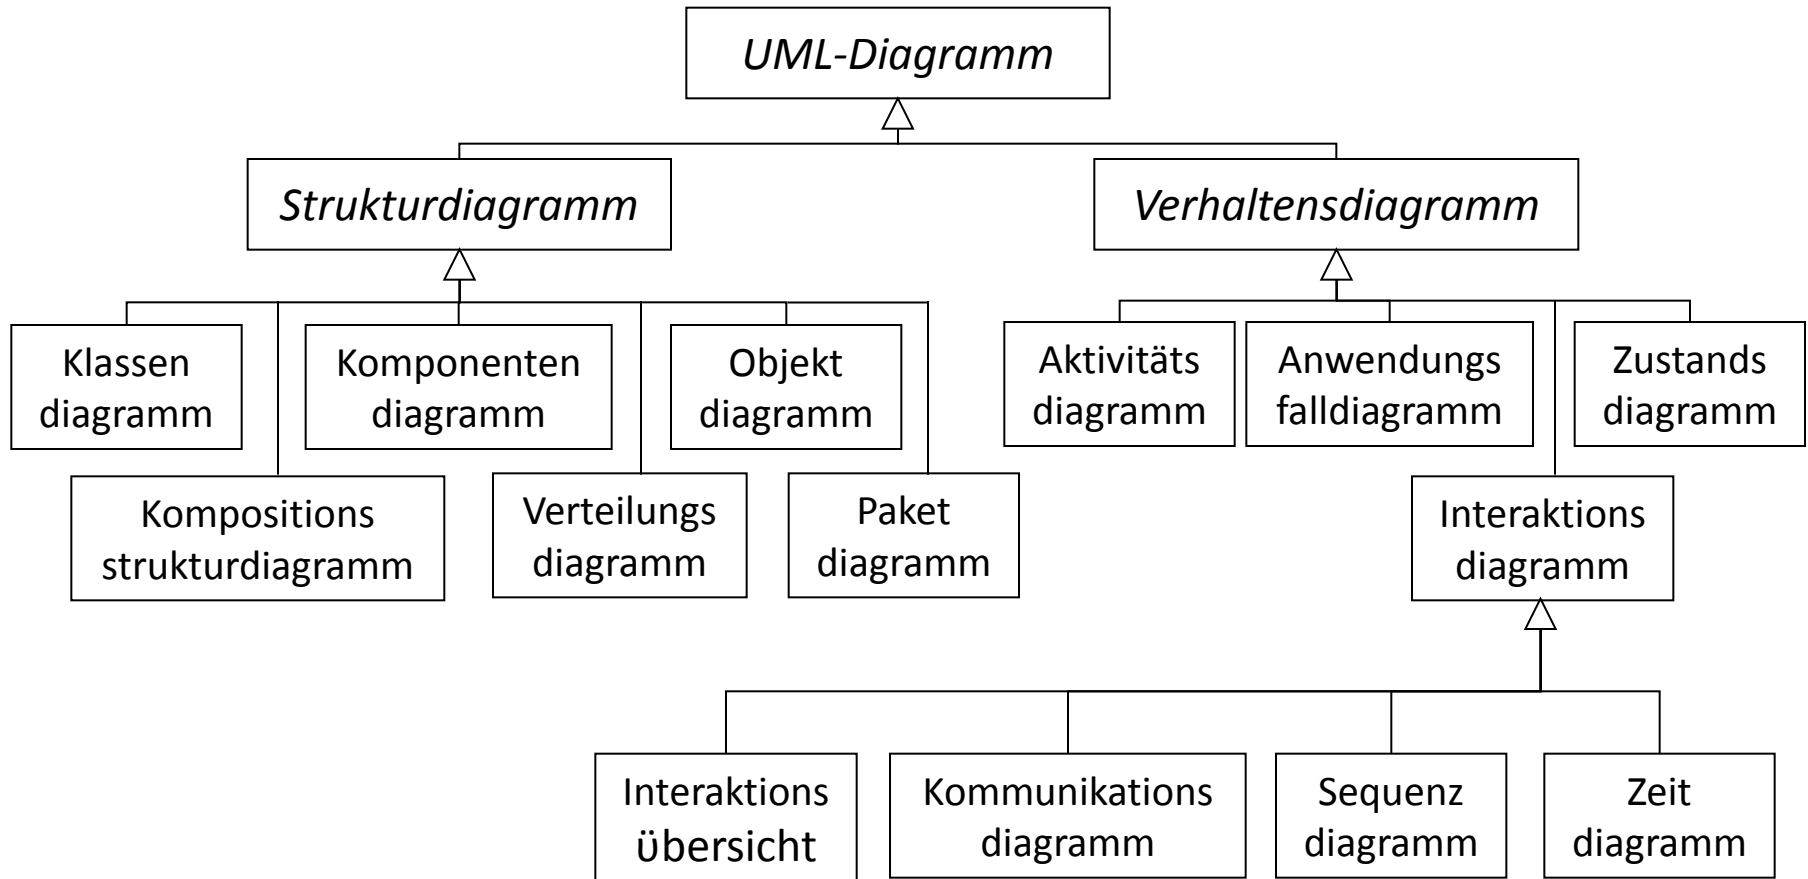 UML-Diagramm
Strukturdiagramm
Verhaltensdiagramm
Klassen
diagramm
Komponenten
diagramm
Objekt
diagramm
Aktivitäts
diagramm
Anwendungs
falldiagramm
Zustands
diagramm
Kompositions
strukturdiagramm
Verteilungs
diagramm
Paket
diagramm
Interaktions
diagramm
Interaktions
übersicht
Kommunikations
diagramm
Sequenz
diagramm
Zeit
diagramm